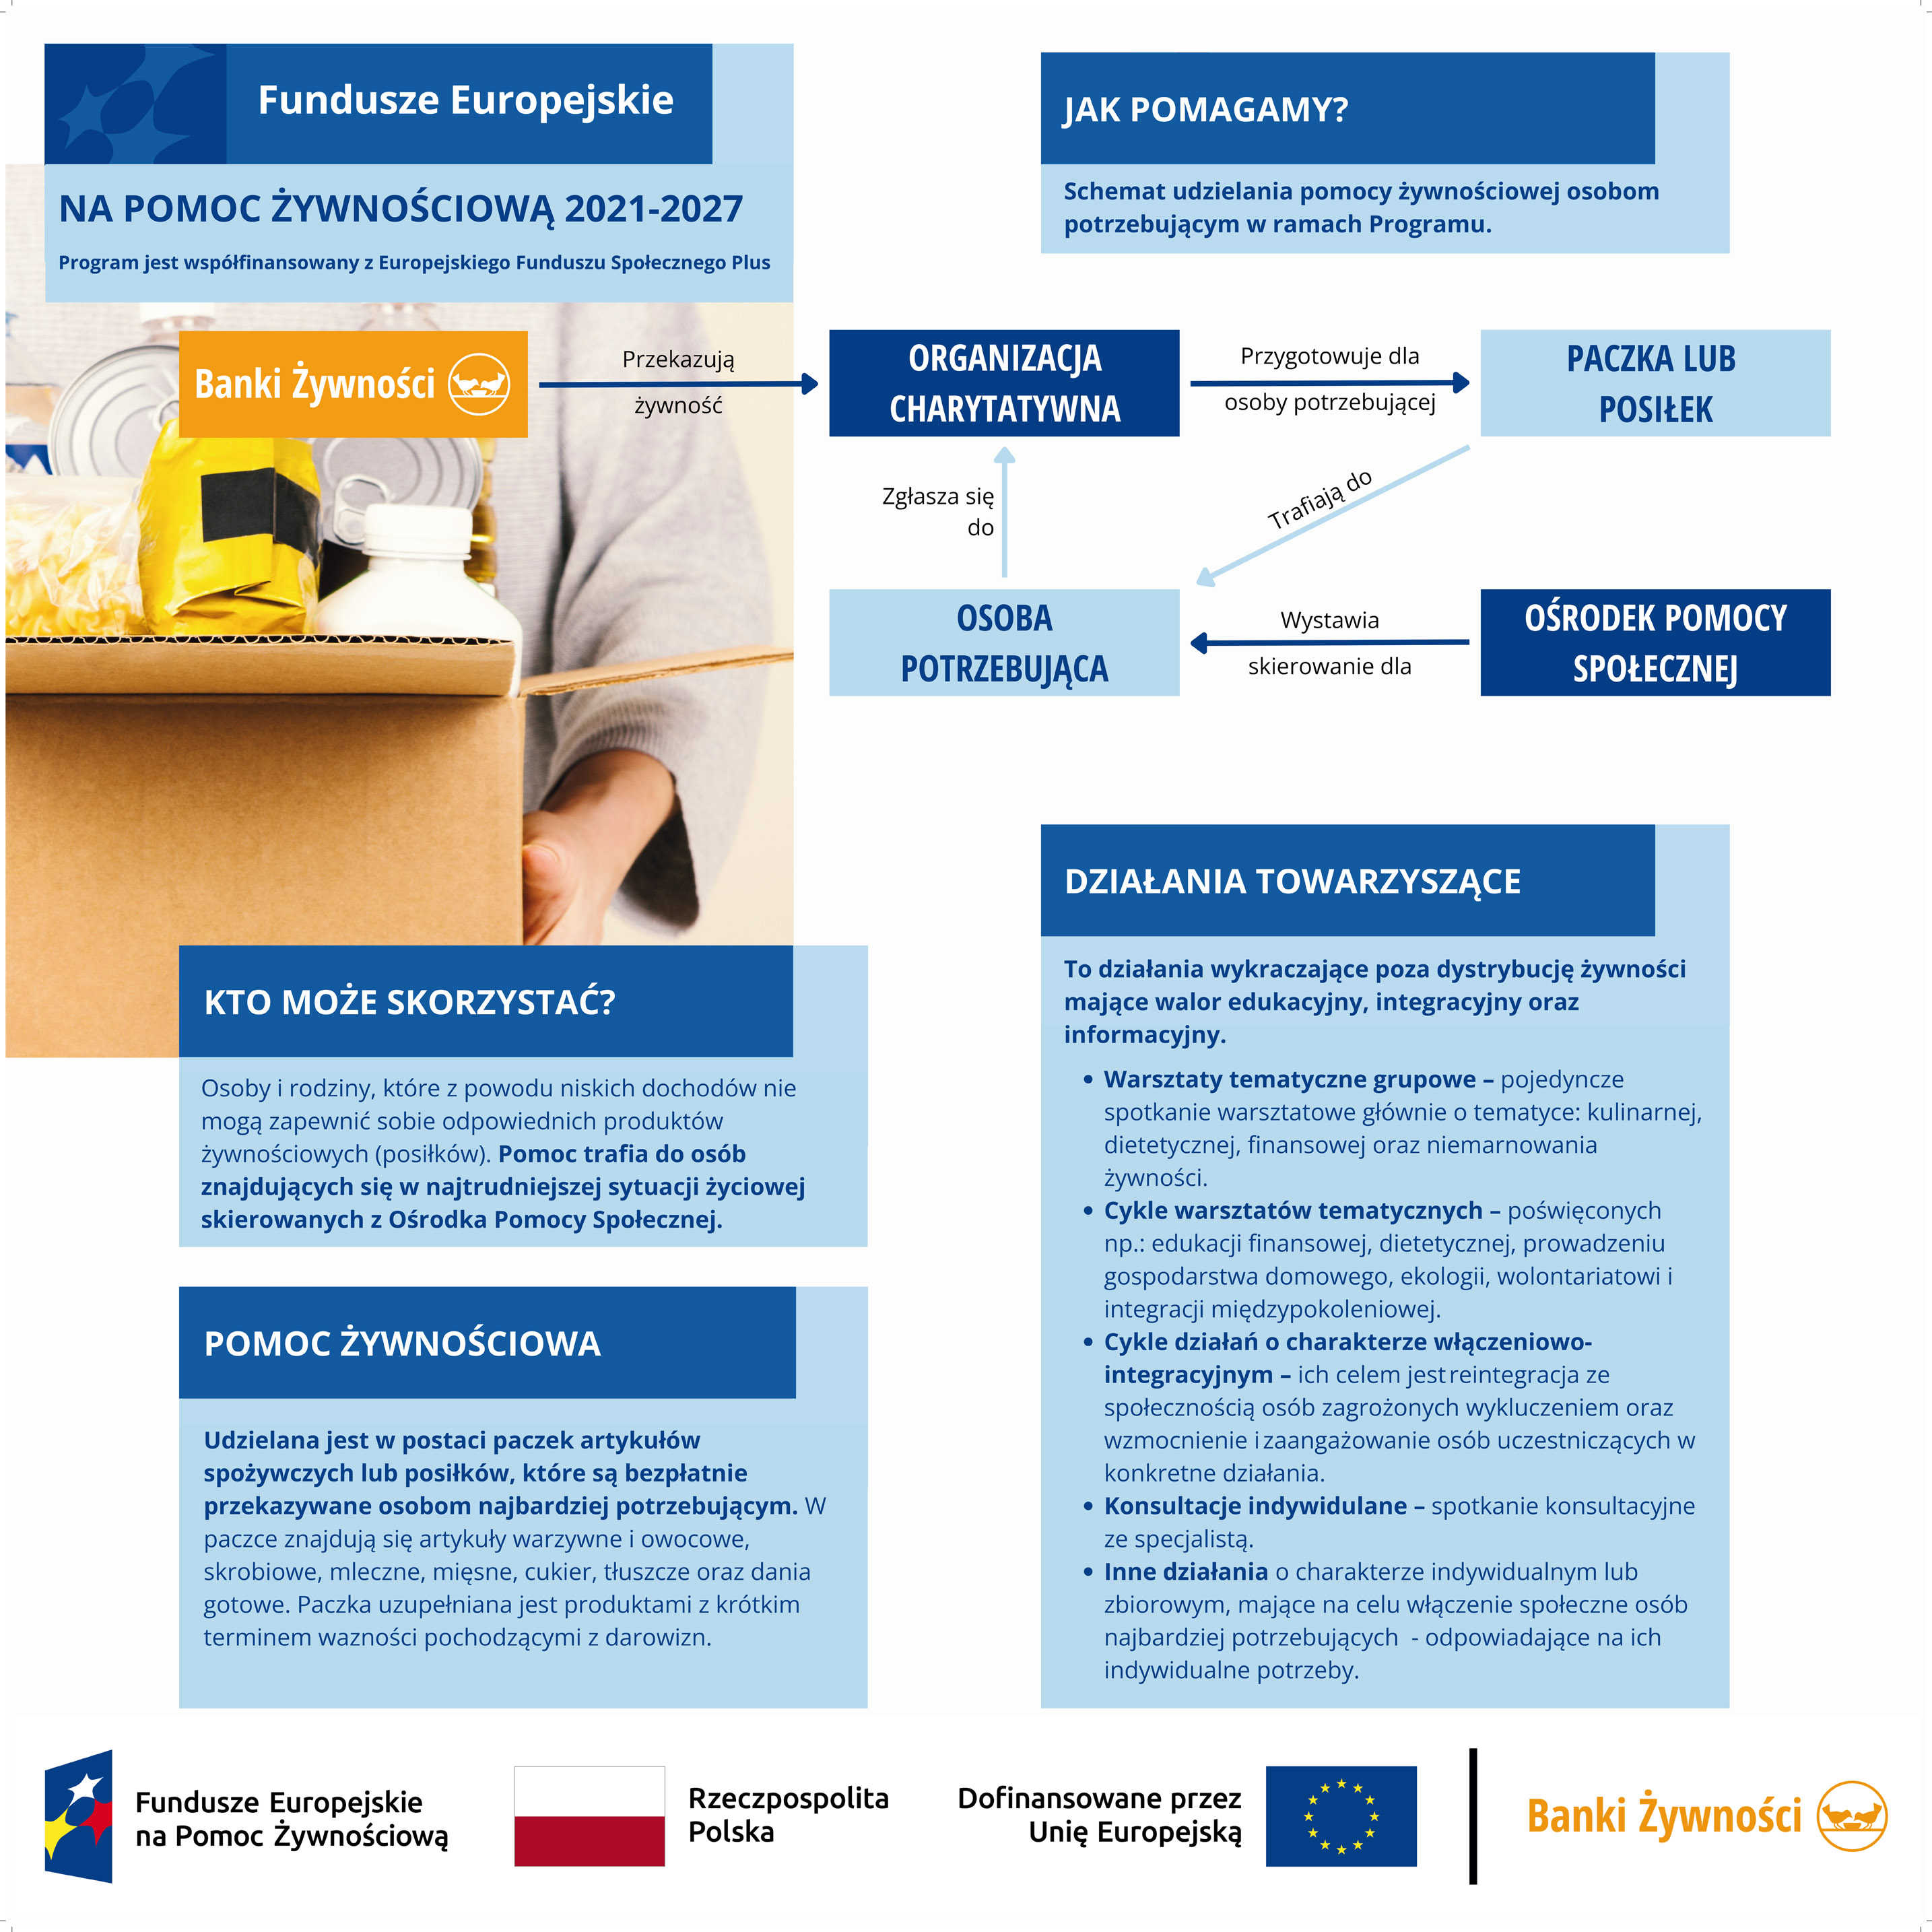 Fundusze Europejskie
NA POMOC ŻYWNOŚCIOWĄ 2021-2027
Program jest współfinansowany z Europejskiego Funduszu Społecznego Plus
JAK POMAGAMY?
Schemat udzielania pomocy żywnościowej osobom
potrzebującym w ramach Programu.
Banki Żywności
Przekazują
żywność
ORGANIZACJA
CHARYTATYWNA
Przygotowuje dla
osoby potrzebującej
PACZKA LUB
POSIŁEK
Zgłasza się
do
Trafiają do
OSOBA
POTRZEBUJĄCA
Wystawia
skierowanie dla
OŚRODEK POMOCY
SPOŁECZNEJ
KTO MOŻE SKORZYSTAĆ?
Osoby i rodziny, które z powodu niskich dochodów nie
mogą zapewnić sobie odpowiednich produktów
żywnościowych (posiłków). Pomoc trafia do osób
znajdujących się w najtrudniejszej sytuacji życiowej
skierowanych z Ośrodka Pomocy Społecznej.
POMOC ŻYWNOŚCIOWA
Udzielana jest w postaci paczek artykułów
spożywczych lub posiłków, które są bezpłatnie
przekazywane osobom najbardziej potrzebującym. W
paczce znajdują się artykuły warzywne i owocowe,
skrobiowe, mleczne, mięsne, cukier, tłuszcze oraz dania
gotowe. Paczka uzupełniana jest produktami z krótkim
terminem wazności pochodzącymi z darowizn.
DZIAŁANIA TOWARZYSZĄCE
To działania wykraczające poza dystrybucję żywności
mające walor edukacyjny, integracyjny oraz
informacyjny.
• Warsztaty tematyczne grupowe – pojedyncze
spotkanie warsztatowe głównie o tematyce: kulinarnej,
dietetycznej, finansowej oraz niemarnowania
żywności.
• Cykle warsztatów tematycznych – poświęconych
np.: edukacji finansowej, dietetycznej, prowadzeniu
gospodarstwa domowego, ekologii, wolontariatowi i
integracji międzypokoleniowej.
• Cykle działań o charakterze włączeniowo-
integracyjnym – ich celem jest reintegracja ze
społecznością osób zagrożonych wykluczeniem oraz
wzmocnienie i zaangażowanie osób uczestniczących w
konkretne działania.
• Konsultacje indywidulane – spotkanie konsultacyjne
ze specjalistą.
• Inne działania o charakterze indywidualnym lub
zbiorowym, mające na celu włączenie społeczne osób
najbardziej potrzebujących - odpowiadające na ich
indywidualne potrzeby.
Fundusze Europejskie
na Pomoc Żywnościową
Rzeczpospolita
Polska
Dofinansowane przez
Unię Europejską
Banki Żywności